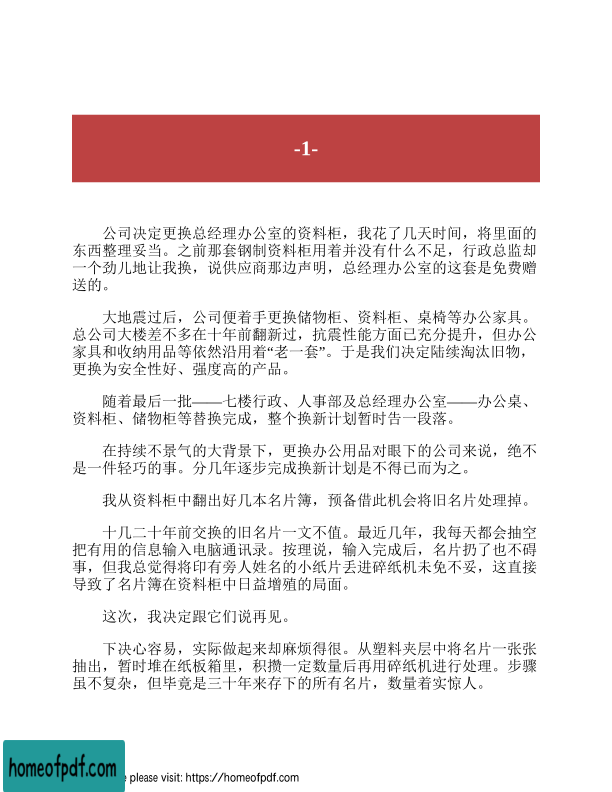 -1-
公司决定更换总经理办公室的资料柜，我花了几天时间，将里面的
东西整理妥当。之前那套钢制资料柜用着并没有什么不足，行政总监却
一个劲儿地让我换，说供应商那边声明，总经理办公室的这套是免费赠
送的。
大地震过后，公司便着手更换储物柜、资料柜、桌椅等办公家具。
总公司大楼差不多在十年前翻新过，抗震性能方面已充分提升，但办公
家具和收纳用品等依然沿用着“老一套”。于是我们决定陆续淘汰旧物，
更换为安全性好、强度高的产品。
随着最后一批——七楼行政、人事部及总经理办公室——办公桌、
资料柜、储物柜等替换完成，整个换新计划暂时告一段落。
在持续不景气的大背景下，更换办公用品对眼下的公司来说，绝不
是一件轻巧的事。分几年逐步完成换新计划是不得已而为之。
我从资料柜中翻出好几本名片簿，预备借此机会将旧名片处理掉。
十几二十年前交换的旧名片一文不值。最近几年，我每天都会抽空
把有用的信息输入电脑通讯录。按理说，输入完成后，名片扔了也不碍
事，但我总觉得将印有旁人姓名的小纸片丢进碎纸机未免不妥，这直接
导致了名片簿在资料柜中日益增殖的局面。
这次，我决定跟它们说再见。
下决心容易，实际做起来却麻烦得很。从塑料夹层中将名片一张张
抽出，暂时堆在纸板箱里，积攒一定数量后再用碎纸机进行处理。步骤
虽不复杂，但毕竟是三十年来存下的所有名片，数量着实惊人。
homeofpdf.com
please visit: https://homeofpdf.com